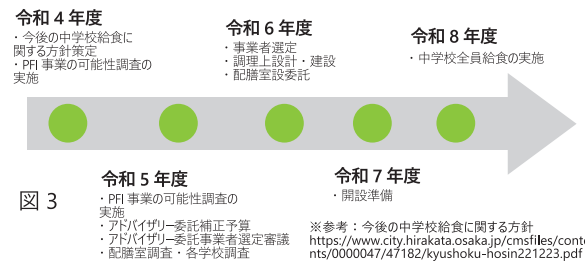 令和４年度
・今後の中学校給食に
関する方針策定
・PFI 事業の可能性調査の
実施
令和６年度
・事業者選定
・調理上設計・建設
・配膳室設委託
令和８年度
・中学校全員給食の実施
図 3
令和５年度
・PFI 事業の可能性調査の
実施
・アドバイザリー委託補正予算
・アドバイザリー委託事業者選定審議
・配膳室調査・各学校調査
令和７年度
・開設準備
※参考：今後の中学校給食に関する方針
https://www.city.hirakata.osaka.jp/cmsfiles/conte
nts/0000047/47182/kyushoku-hosin221223.pdf